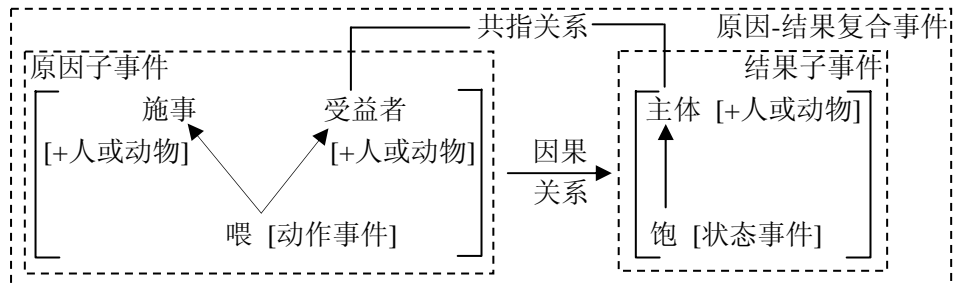 共指关系 原因-结果复合事件
原因子事件 结果子事件
施事 受益者 主体 [+人或动物]
[+人或动物] [+人或动物] 因果
关系
喂 [动作事件] 饱 [状态事件]